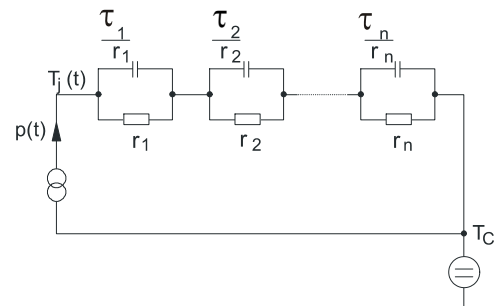 τ1/r1 τ2/r2 τn/rn
Tj(t)
p(t) r1 r2 rn
TC